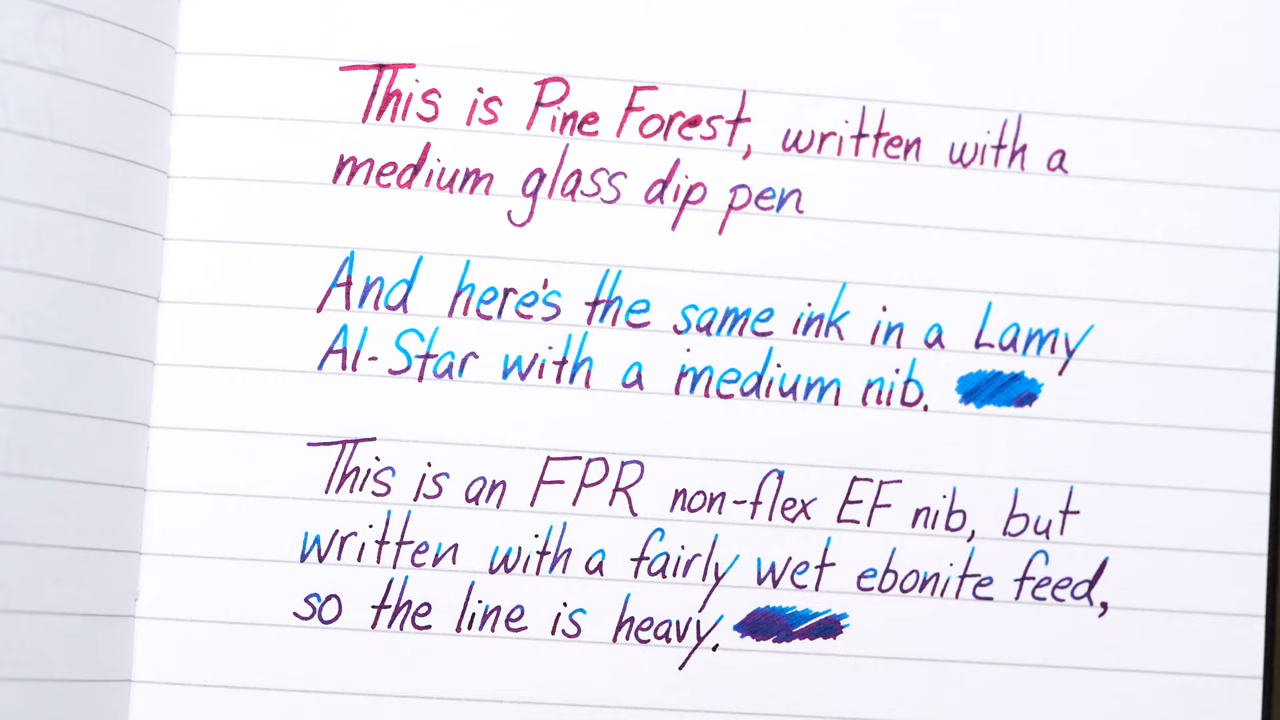 This is Pine Forest, written with a
medium glass dip pen
And here's the same ink in a Lamy
Al-Star with a medium nib.
This is an FPR non-flex EF nib, but
written with a fairly wet ebonite feed,
so the line is heavy.